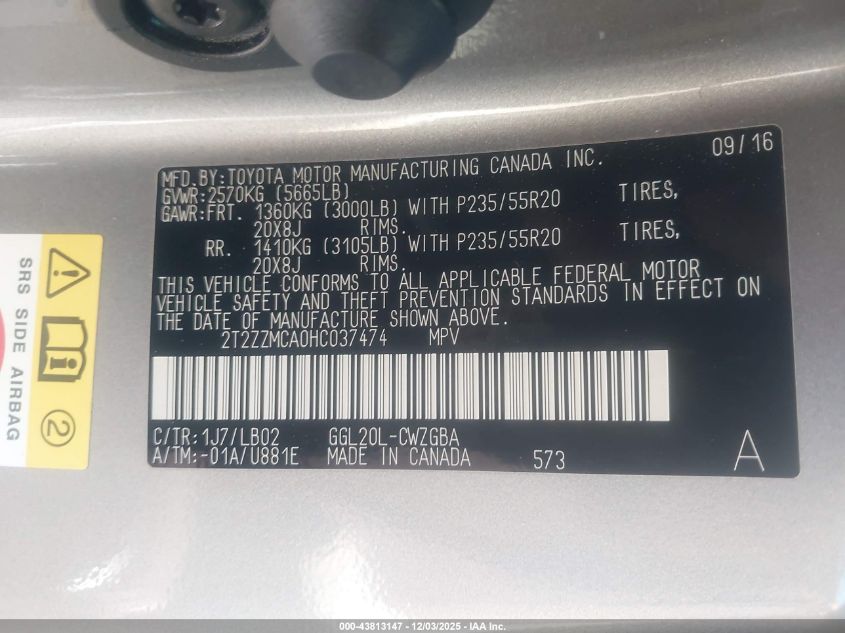 MFD.BY:TOYOTA MOTOR MANUFACTURING CANADA INC. 09/16
GVWR:2570KG (5665LB)
GAWR:FRT. 1360KG (3000LB) WITH P235/55R20 TIRES,
20X8J RIMS.
RR. 1410KG (3105LB) WITH P235/55R20 TIRES,
20X8J RIMS.
THIS VEHICLE CONFORMS TO ALL APPLICABLE FEDERAL MOTOR
VEHICLE SAFETY AND THEFT PREVENTION STANDARDS IN EFFECT ON
THE DATE OF MANUFACTURE SHOWN ABOVE.
2T2ZZMCA0HC037474 MPV
C/TR:1J7/LB02 GGL20L-CWZGBA
A/TM:-01A/U881E MADE IN CANADA 573 A
SRS SIDE AIRBAG
2
000-43813147 - 12/03/2025 - IAA Inc.